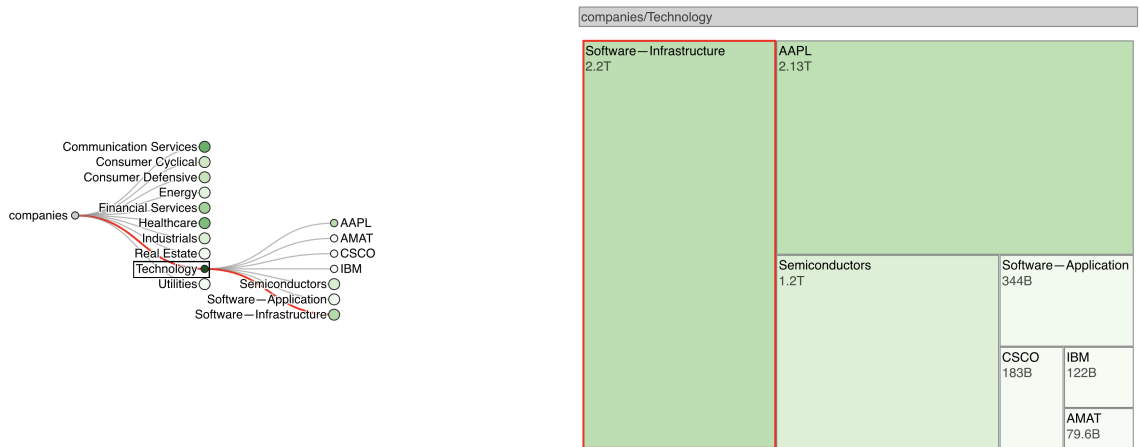 companies/Technology
Software—Infrastructure
2.2T
AAPL
2.13T
Semiconductors
1.2T
Software—Application
344B
CSCO
183B
IBM
122B
AMAT
79.6B
companies
Communication Services
Consumer Cyclical
Consumer Defensive
Energy
Financial Services
Healthcare
Industrials
Real Estate
Technology
Utilities
AAPL
AMAT
CSCO
IBM
Semiconductors
Software—Application
Software—Infrastructure